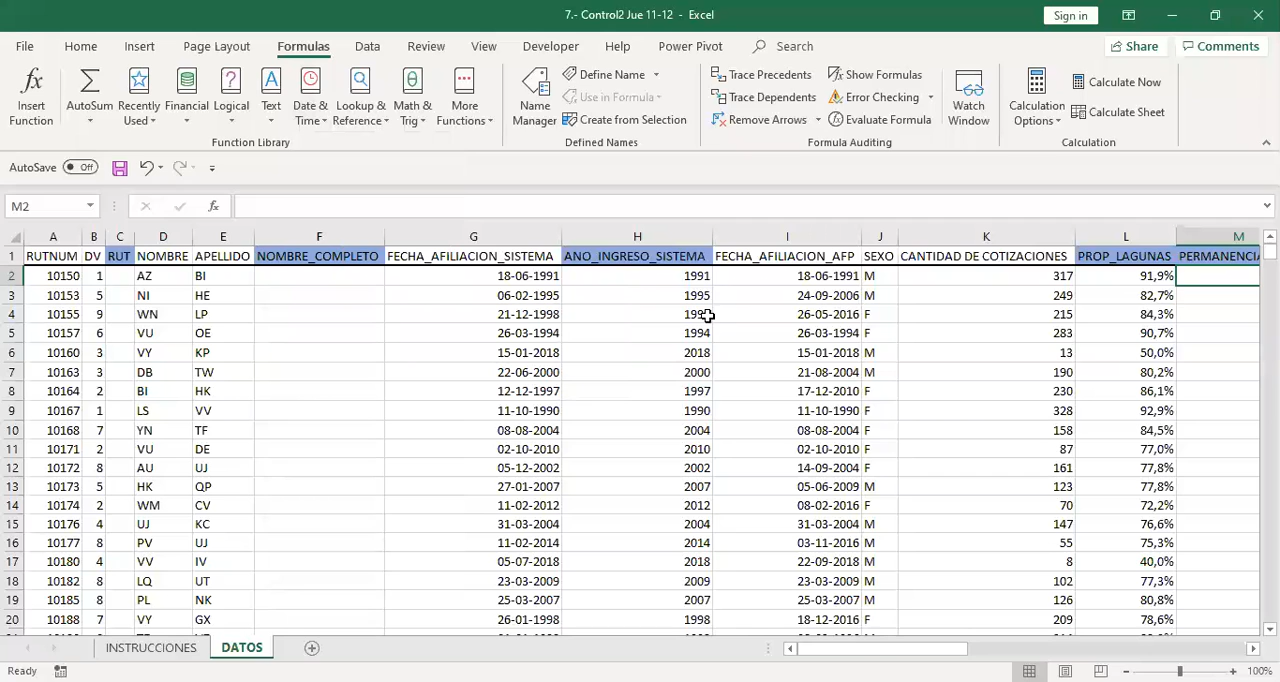 7.- Control2 Jue 11-12 - Excel
Sign in
File Home Insert Page Layout Formulas Data Review View Developer Help Power Pivot Search Share Comments
Insert Function
AutoSum
Recently Used
Financial
Logical
Text
Date & Time
Lookup & Reference
Math & Trig
More Functions
Function Library
Name Manager
Define Name
Use in Formula
Create from Selection
Defined Names
Trace Precedents
Trace Dependents
Remove Arrows
Show Formulas
Error Checking
Evaluate Formula
Formula Auditing
Watch Window
Calculation Options
Calculate Now
Calculate Sheet
Calculation
AutoSave Off
M2
fx
A B C D E F G H I J K L M
1 RUTNUM DV RUT NOMBRE APELLIDO NOMBRE_COMPLETO FECHA_AFILIACION_SISTEMA ANO_INGRESO_SISTEMA FECHA_AFILIACION_AFP SEXO CANTIDAD DE COTIZACIONES PROP_LAGUNAS
2 10150 1 AZ BI 18-06-1991 1991 18-06-1991 M 317 91,9%
3 10153 5 NI HE 06-02-1995 1995 24-09-2006 M 249 82,7%
4 10155 9 WN LP 21-12-1998 26-05-2016 F 215 84,3%
5 10157 6 VU OE 26-03-1994 1994 26-03-1994 F 283 90,7%
6 10160 3 VY KP 15-01-2018 2018 15-01-2018 M 13 50,0%
7 10163 3 DB TW 22-06-2000 2000 21-08-2004 M 190 80,2%
8 10164 2 BI HK 12-12-1997 1997 17-12-2010 F 230 86,1%
9 10167 1 LS VV 11-10-1990 1990 11-10-1990 F 328 92,9%
10 10168 7 YN TF 08-08-2004 2004 08-08-2004 F 158 84,5%
11 10171 2 VU DE 02-10-2010 2010 02-10-2010 F 87 77,0%
12 10172 8 AU UJ 05-12-2002 2002 14-09-2004 F 161 77,8%
13 10173 5 HK QP 27-01-2007 2007 05-06-2009 M 123 77,8%
14 10174 2 WM CV 11-02-2012 2012 08-02-2016 F 70 72,2%
15 10176 4 UJ KC 31-03-2004 2004 31-03-2004 M 147 76,6%
16 10177 8 PV UJ 11-02-2014 2014 03-11-2016 M 55 75,3%
17 10180 4 VV IV 05-07-2018 2018 22-09-2018 M 8 40,0%
18 10182 8 LQ UT 23-03-2009 2009 23-03-2009 M 102 77,3%
19 10185 8 PL NK 25-03-2007 2007 25-03-2007 M 126 80,8%
20 10188 7 VY GX 26-01-1998 1998 18-12-2016 F 209 78,6%
INSTRUCCIONES DATOS
Ready 100%